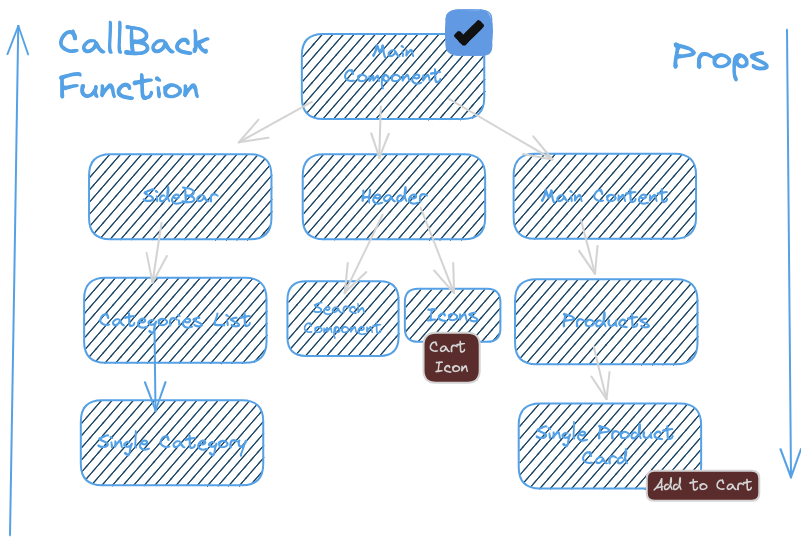 CallBack
Function
Props
Main
Component
SideBar
Header
Main Content
Categories List
Search
Component
Icons
Cart
Icon
Products
Single Category
Single Product
Card
Add to Cart